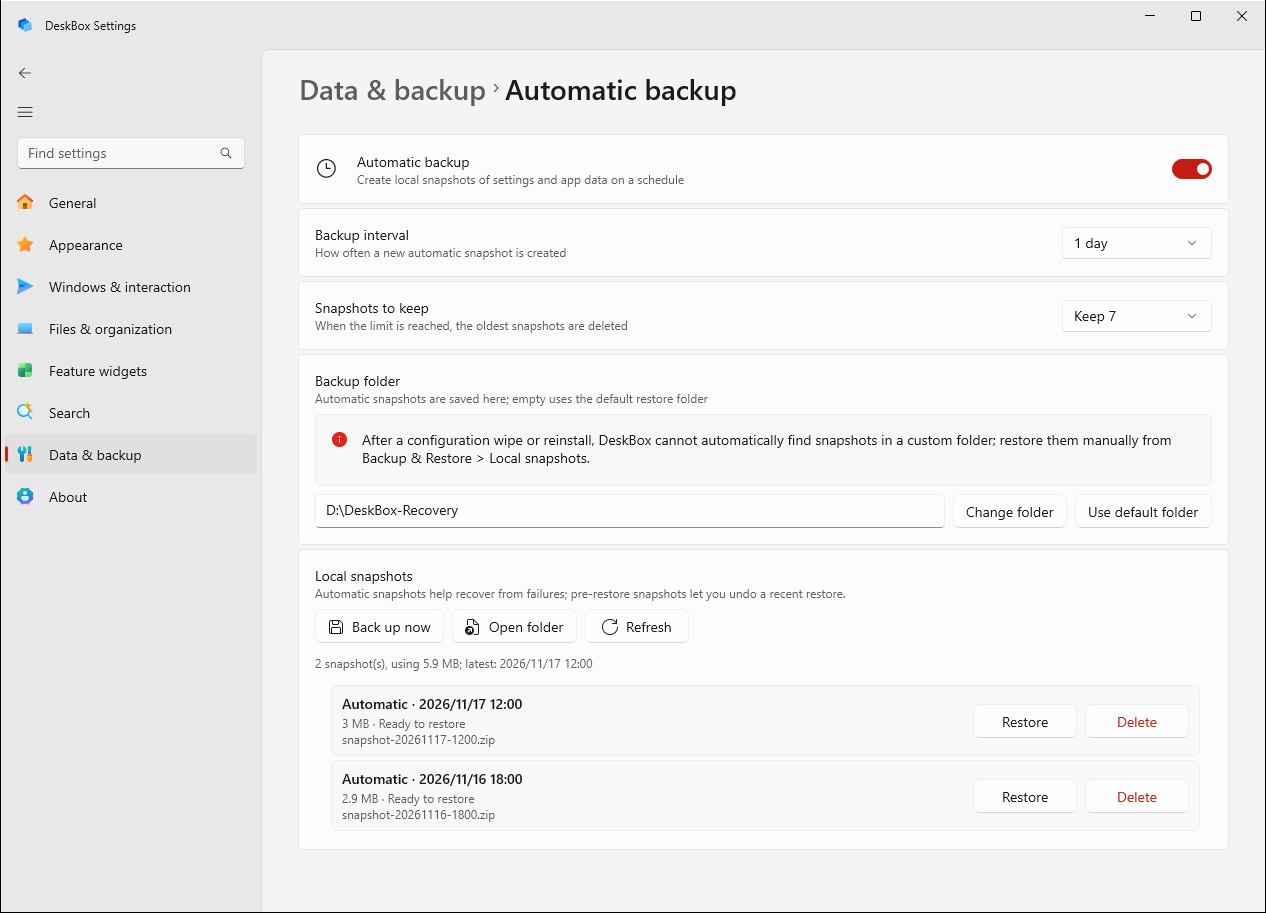 DeskBox Settings
Find settings
General
Appearance
Windows & interaction
Files & organization
Feature widgets
Search
Data & backup
About
Data & backup › Automatic backup
Automatic backup
Create local snapshots of settings and app data on a schedule
Backup interval
How often a new automatic snapshot is created
1 day
Snapshots to keep
When the limit is reached, the oldest snapshots are deleted
Keep 7
Backup folder
Automatic snapshots are saved here; empty uses the default restore folder
After a configuration wipe or reinstall, DeskBox cannot automatically find snapshots in a custom folder; restore them manually from
Backup & Restore > Local snapshots.
D:\DeskBox-Recovery
Change folder
Use default folder
Local snapshots
Automatic snapshots help recover from failures; pre-restore snapshots let you undo a recent restore.
Back up now
Open folder
Refresh
2 snapshot(s), using 5.9 MB; latest: 2026/11/17 12:00
Automatic · 2026/11/17 12:00
3 MB · Ready to restore
snapshot-20261117-1200.zip
Restore
Delete
Automatic · 2026/11/16 18:00
2.9 MB · Ready to restore
snapshot-20261116-1800.zip
Restore
Delete